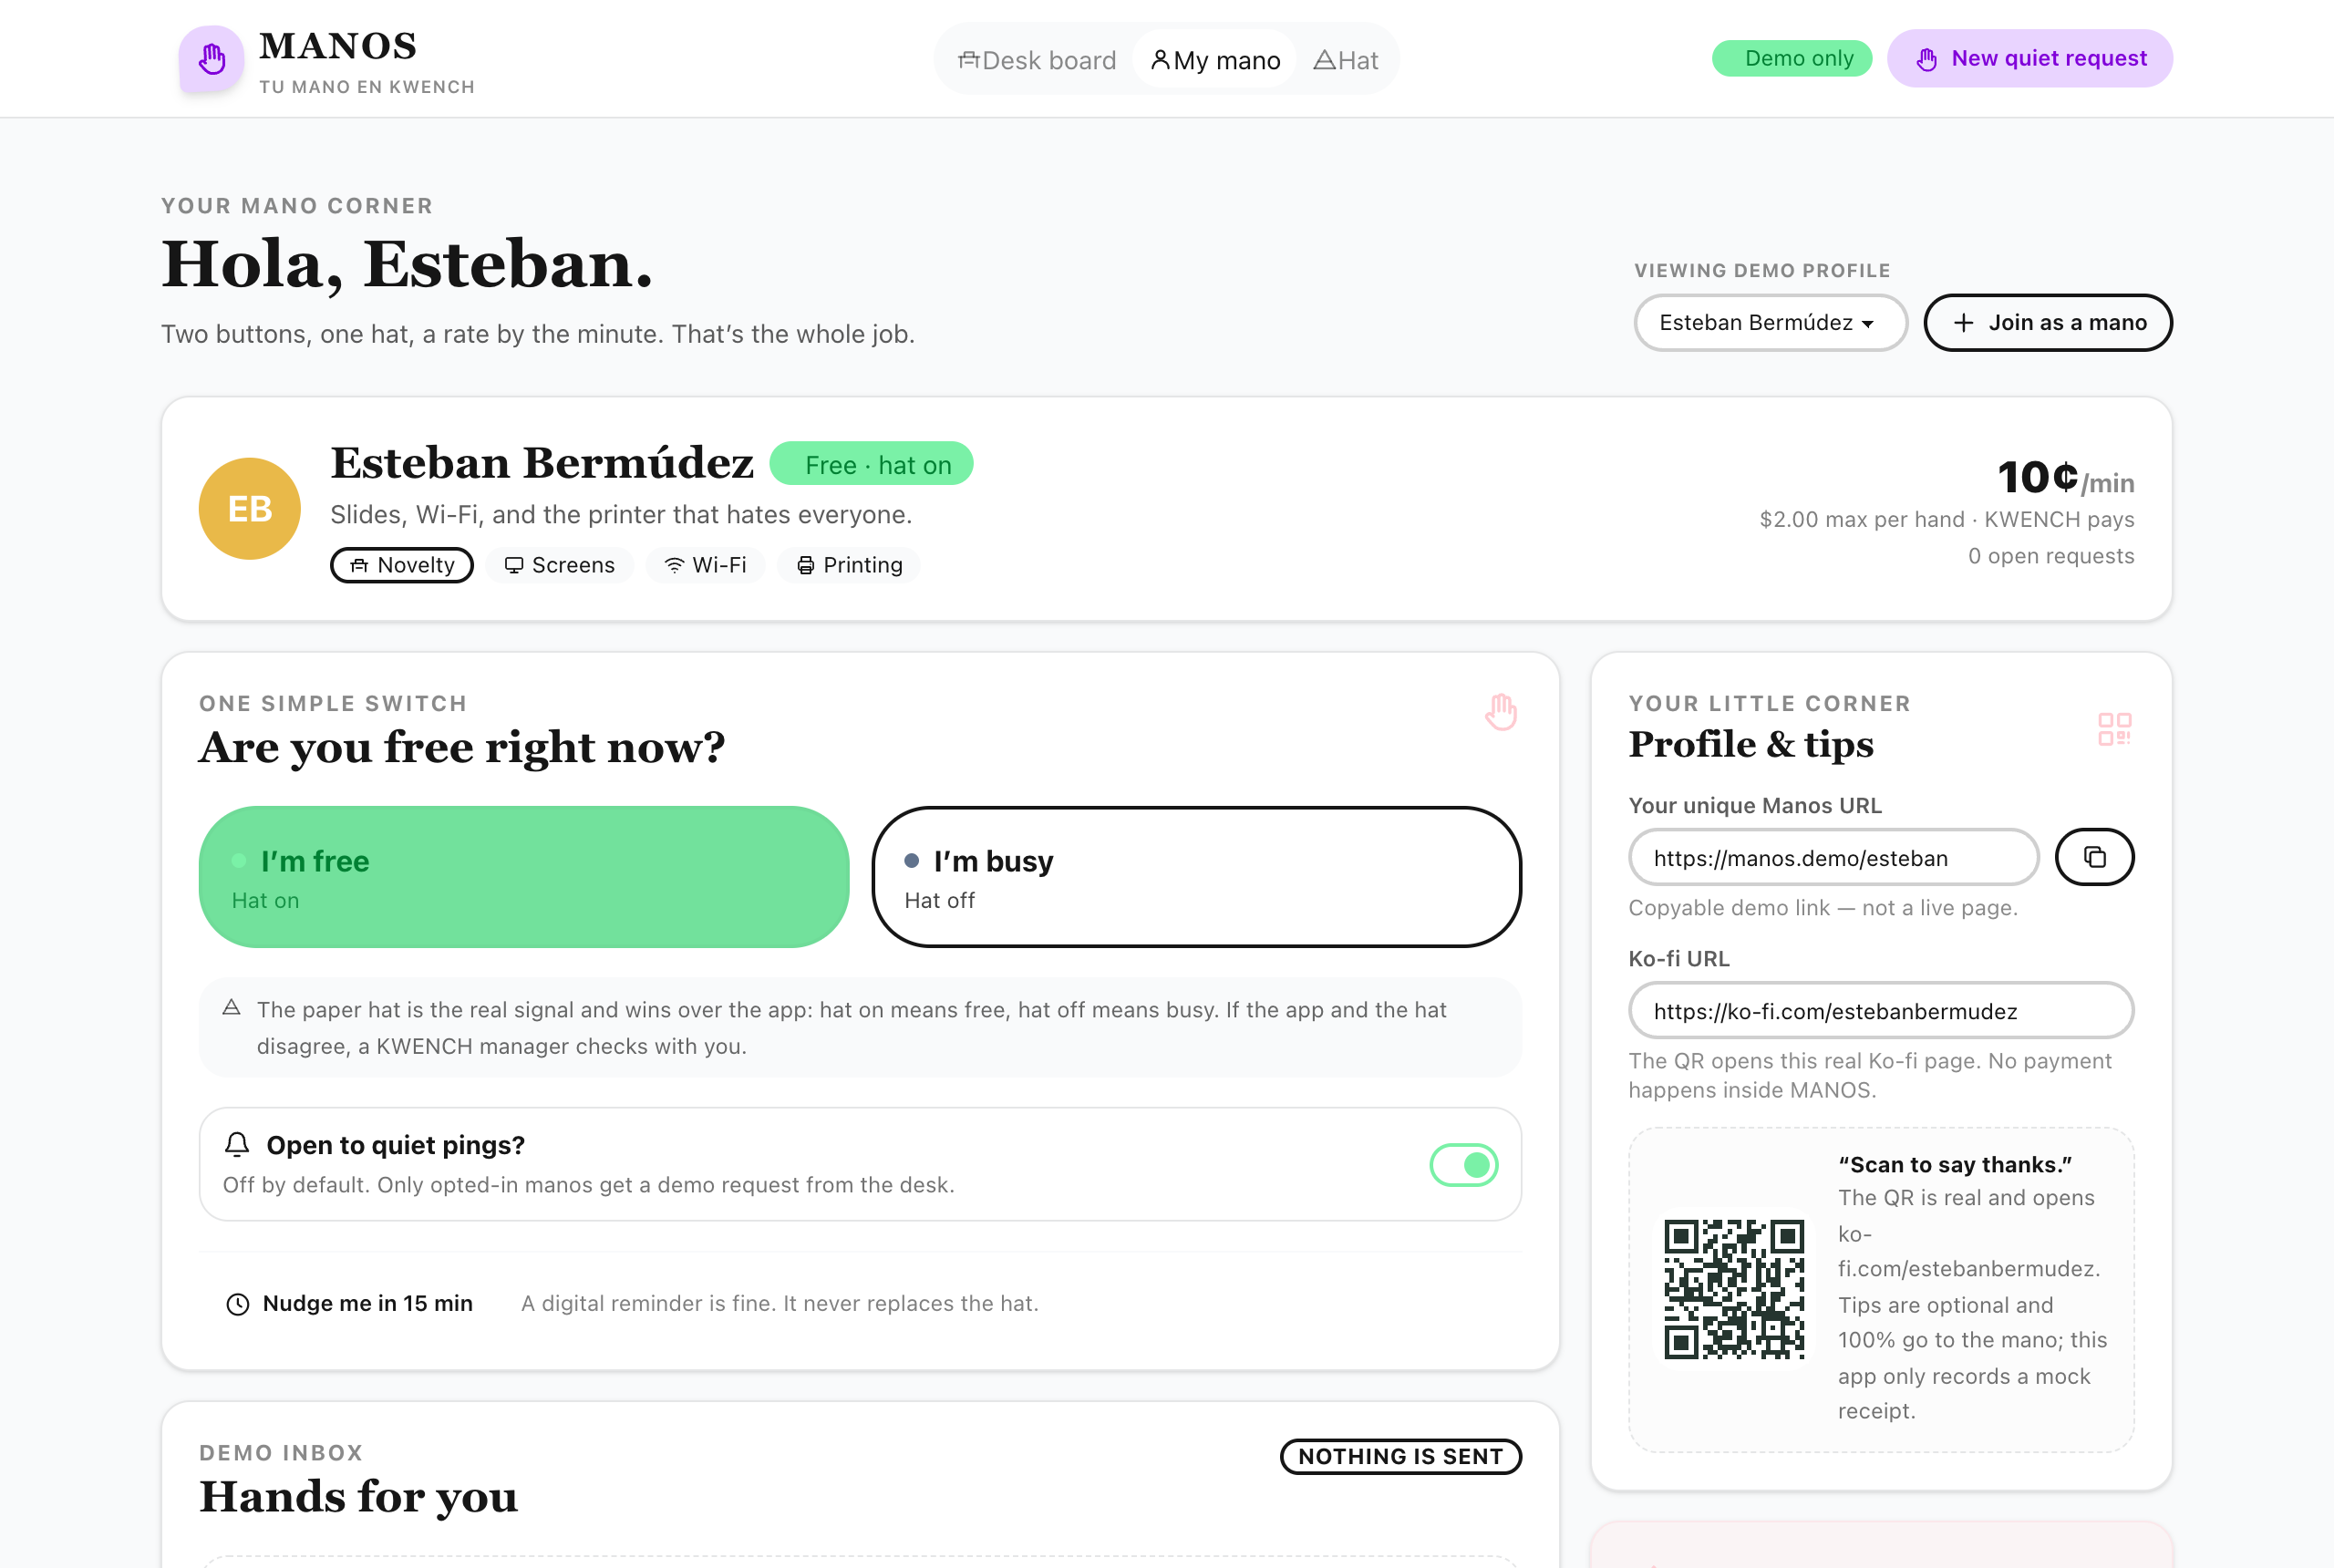 MANOS
TU MANO EN KWENCH
Desk board
My mano
Hat
Demo only
New quiet request
YOUR MANO CORNER
Hola, Esteban.
Two buttons, one hat, a rate by the minute. That’s the whole job.
VIEWING DEMO PROFILE
Esteban Bermúdez
Join as a mano
EB
Esteban Bermúdez
Free · hat on
Slides, Wi-Fi, and the printer that hates everyone.
Novelty
Screens
Wi-Fi
Printing
10¢/min
$2.00 max per hand · KWENCH pays
0 open requests
ONE SIMPLE SWITCH
Are you free right now?
I’m free
Hat on
I’m busy
Hat off
The paper hat is the real signal and wins over the app: hat on means free, hat off means busy. If the app and the hat
disagree, a KWENCH manager checks with you.
Open to quiet pings?
Off by default. Only opted-in manos get a demo request from the desk.
Nudge me in 15 min
A digital reminder is fine. It never replaces the hat.
DEMO INBOX
Hands for you
NOTHING IS SENT
YOUR LITTLE CORNER
Profile & tips
Your unique Manos URL
https://manos.demo/esteban
Copyable demo link — not a live page.
Ko-fi URL
https://ko-fi.com/estebanbermudez
The QR opens this real Ko-fi page. No payment
happens inside MANOS.
“Scan to say thanks.”
The QR is real and opens
ko-
fi.com/estebanbermudez.
Tips are optional and
100% go to the mano; this
app only records a mock
receipt.